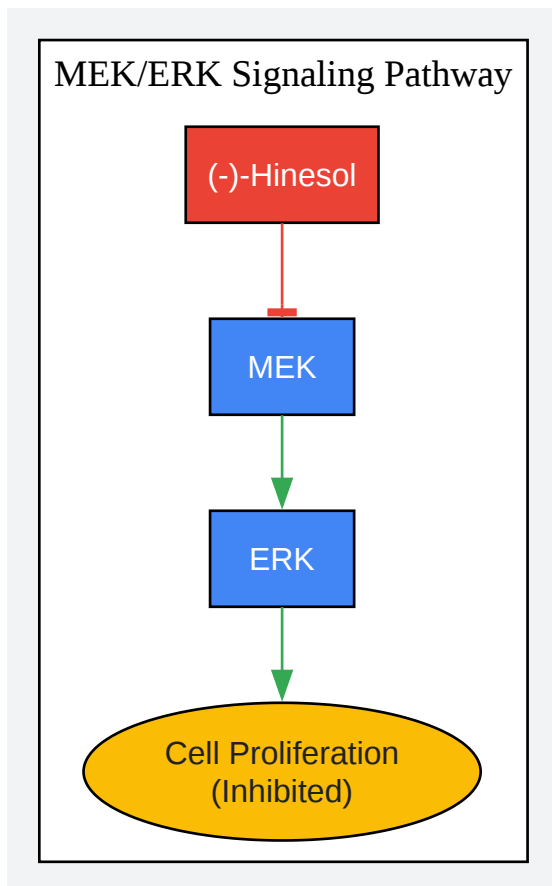 MEK/ERK Signaling Pathway
(-)-Hinesol
MEK
ERK
Cell Proliferation
(Inhibited)